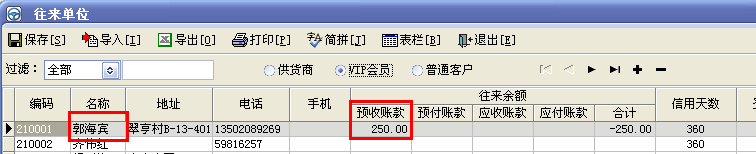 往来单位
保存[S] 导入[I] 导出[O] 打印[P] 简拼[J] 表栏[B] 退出[E]
过滤: 全部 供货商 VIP会员 普通客户
往来余额
编码 名称 地址 电话 手机 预收账款 预付账款 应收账款 应付账款 合计 信用天数
210001 郭海宾 翠亨村B-13-401 13502089269 250.00 -250.00 360
210002 齐伟红 59816257 360